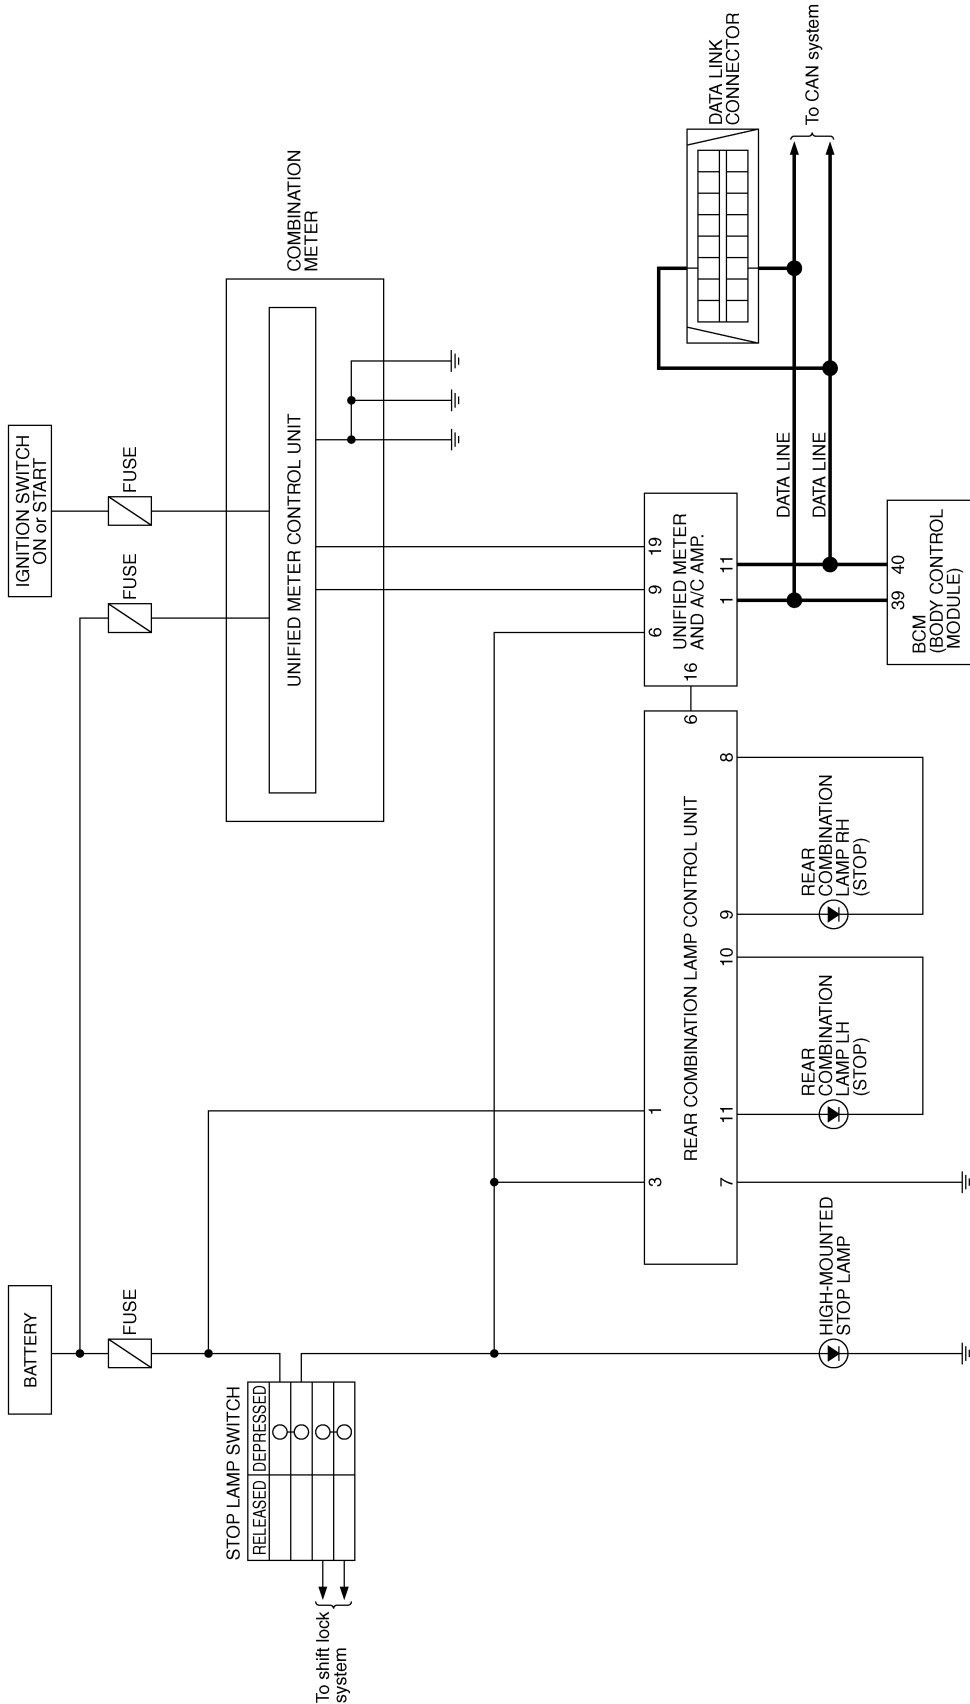 BATTERY
IGNITION SWITCH
ON or START
FUSE
FUSE
FUSE
STOP LAMP SWITCH
RELEASED
DEPRESSED
To shift lock
system
COMBINATION
METER
UNIFIED METER CONTROL UNIT
3
1
6
9
19
REAR COMBINATION LAMP CONTROL UNIT
6
16
UNIFIED METER
AND A/C AMP.
7
11
10
9
8
1
11
DATA LINK
CONNECTOR
To CAN system
DATA LINE
DATA LINE
HIGH-MOUNTED
STOP LAMP
REAR
COMBINATION
LAMP LH
(STOP)
REAR
COMBINATION
LAMP RH
(STOP)
39
40
BCM
(BODY CONTROL
MODULE)